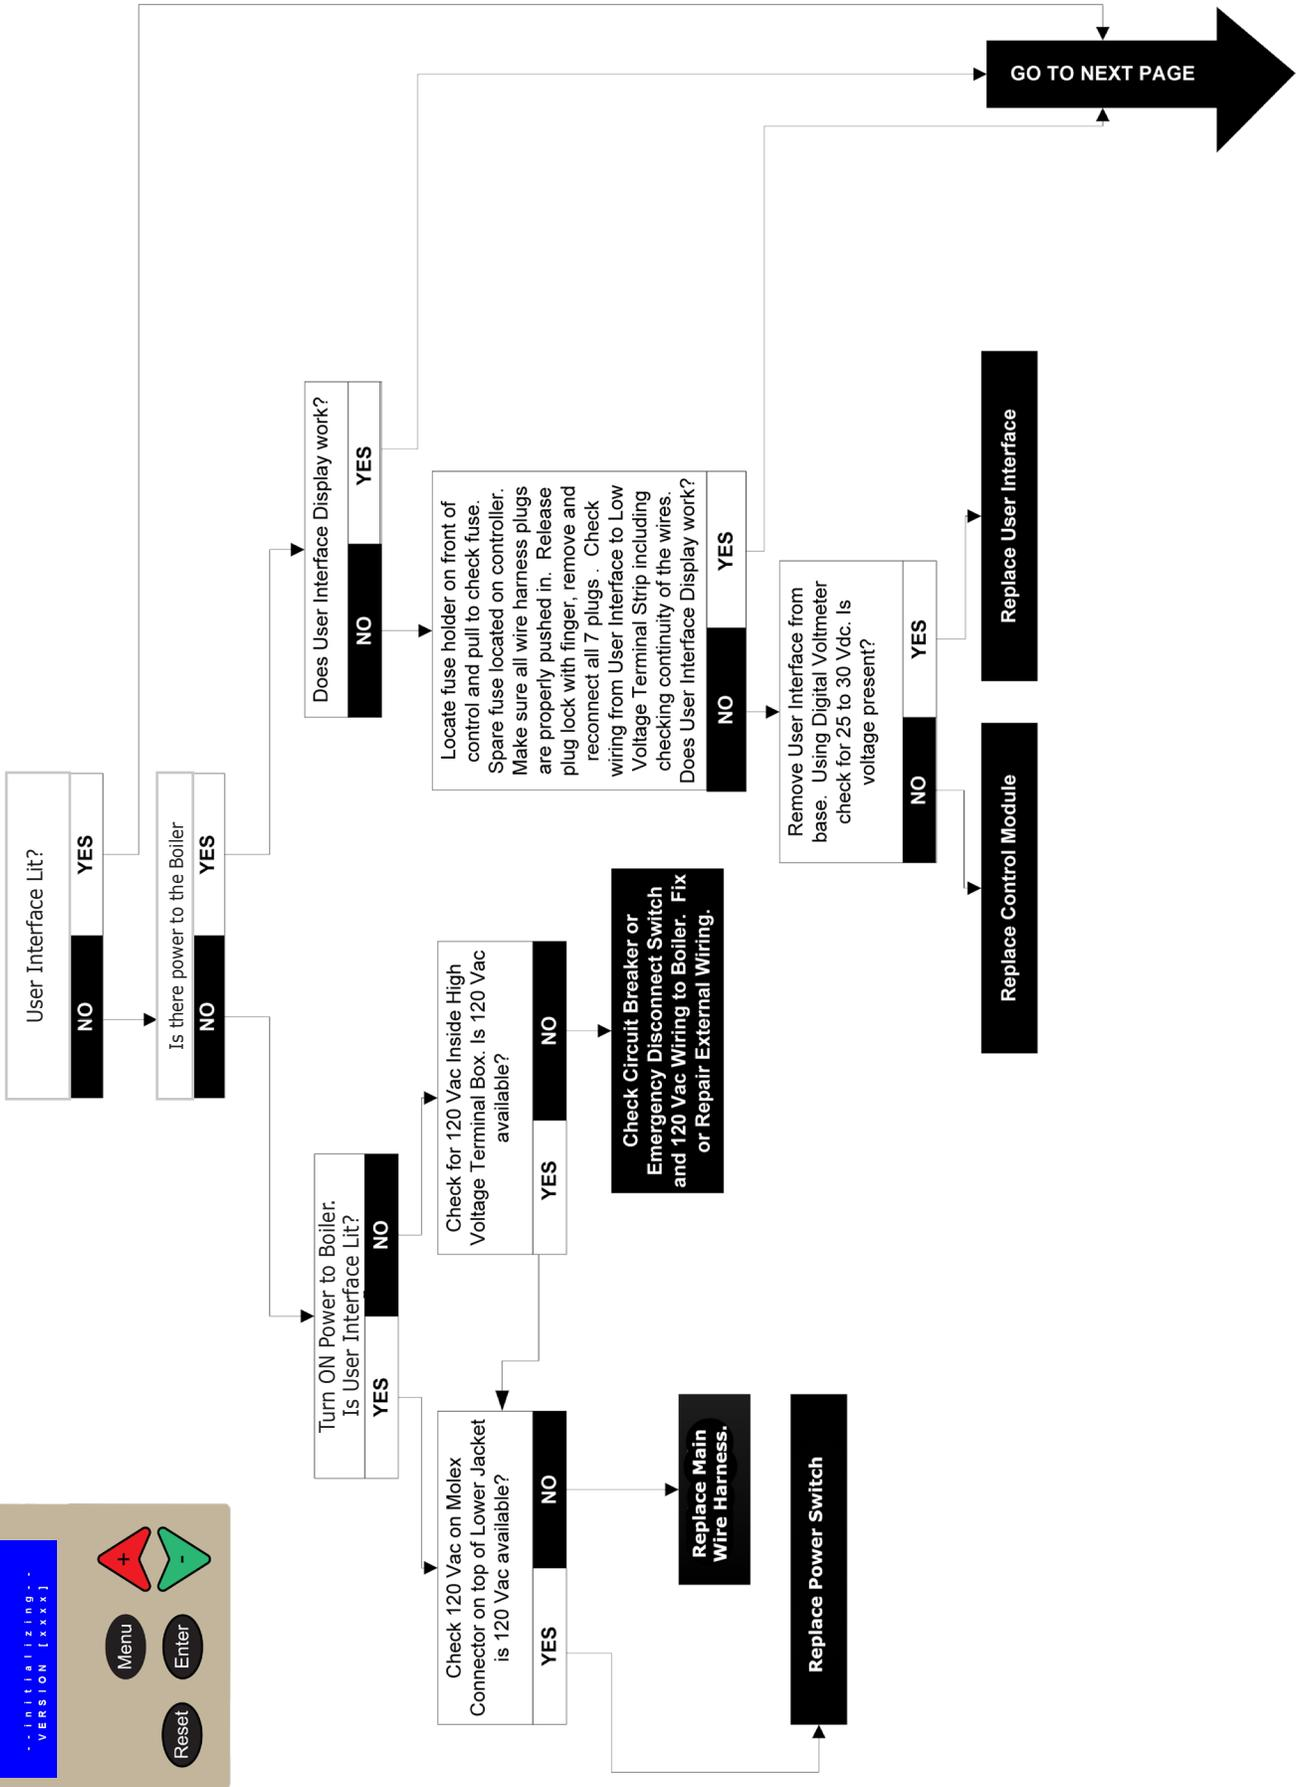 --initializing--
VERSION [xxxx]
Menu
Reset
Enter
+
-
User Interface Lit?
NO
YES
Is there power to the Boiler
NO
YES
Turn ON Power to Boiler.
Is User Interface Lit?
YES
NO
Does User Interface Display work?
NO
YES
Check 120 Vac on Molex
Connector on top of Lower Jacket
is 120 Vac available?
YES
NO
Check for 120 Vac Inside High
Voltage Terminal Box. Is 120 Vac
available?
YES
NO
Locate fuse holder on front of
control and pull to check fuse.
Spare fuse located on controller.
Make sure all wire harness plugs
are properly pushed in. Release
plug lock with finger, remove and
reconnect all 7 plugs . Check
wiring from User Interface to Low
Voltage Terminal Strip including
checking continuity of the wires.
Does User Interface Display work?
NO
YES
Replace Main
Wire Harness.
Check Circuit Breaker or
Emergency Disconnect Switch
and 120 Vac Wiring to Boiler. Fix
or Repair External Wiring.
Remove User Interface from
base. Using Digital Voltmeter
check for 25 to 30 Vdc. Is
voltage present?
NO
YES
Replace Power Switch
Replace Control Module
Replace User Interface
GO TO NEXT PAGE